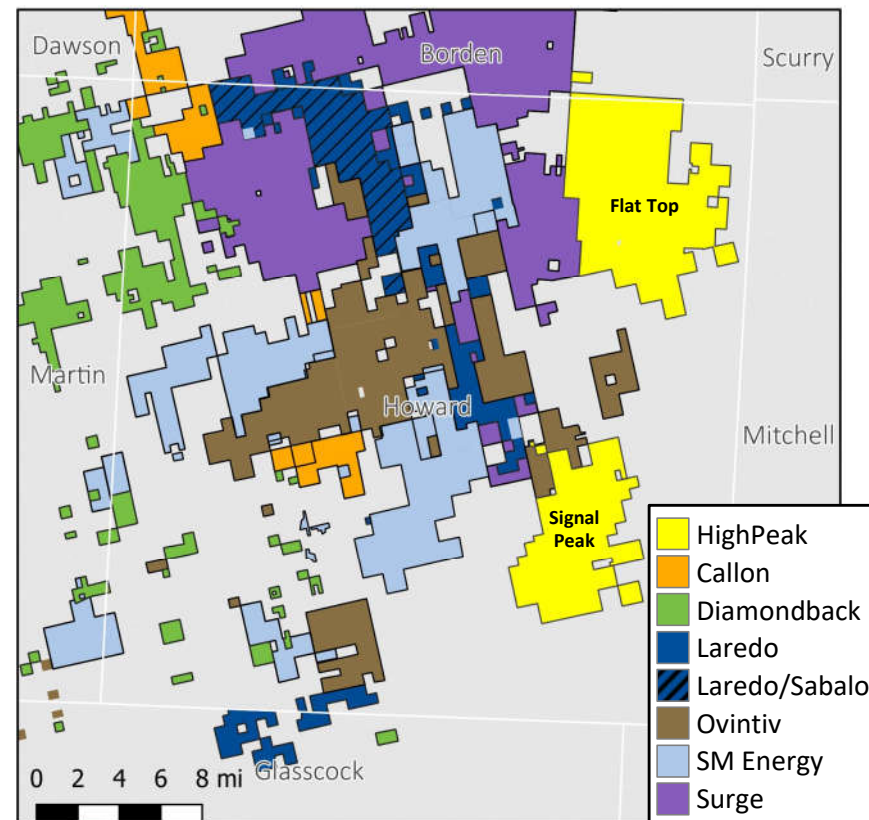 Dawson
Borden
Scurry
Flat Top
Martin
Howard
Mitchell
Signal
Peak
HighPeak
Callon
Diamondback
Laredo
Laredo/Sabalo
Ovintiv
SM Energy
Surge
Glasscock
0 2 4 6 8 mi